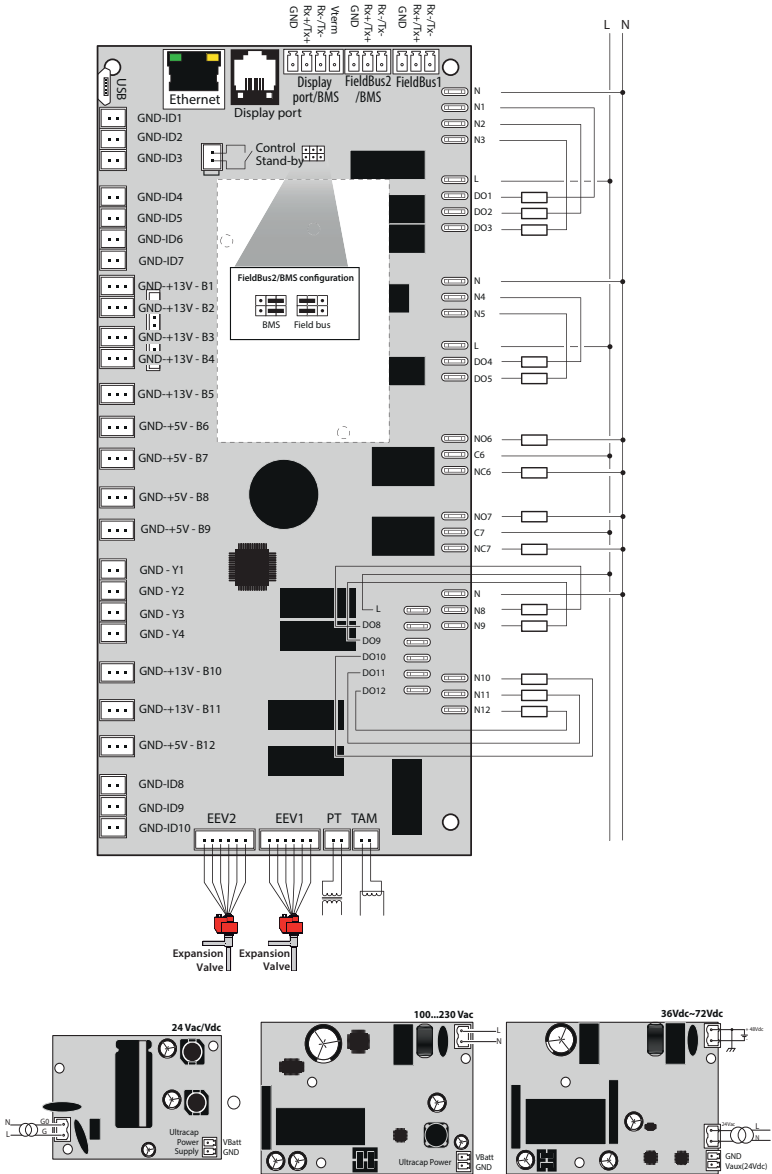 GND
Rx+/Tx+
Rx-/Tx-
Vterm
GND
Rx+/Tx+
Rx-/Tx-
GND
Rx+/Tx+
Rx-/Tx-
L N
USB
Ethernet
Display port
Display port/BMS
FieldBus2 /BMS
FieldBus1
Control
Stand-by
GND-ID1
GND-ID2
GND-ID3
GND-ID4
GND-ID5
GND-ID6
GND-ID7
GND-+13V - B1
GND-+13V - B2
GND-+13V - B3
GND-+13V - B4
GND-+13V - B5
GND-+5V - B6
GND-+5V - B7
GND-+5V - B8
GND-+5V - B9
GND - Y1
GND - Y2
GND - Y3
GND - Y4
GND-+13V - B10
GND-+13V - B11
GND-+5V - B12
GND-ID8
GND-ID9
GND-ID10
FieldBus2/BMS configuration
BMS Field bus
N
N1
N2
N3
L
DO1
DO2
DO3
N
N4
N5
L
DO4
DO5
NO6
C6
NC6
NO7
C7
NC7
N
N8
N9
N10
N11
N12
L
DO8
DO9
DO10
DO11
DO12
EEV2 EEV1 PT TAM
Expansion
Valve
Expansion
Valve
24 Vac/Vdc
N
L
G0
G
Ultracap
Power
Supply
VBatt
GND
100...230 Vac
L
N
Ultracap Power
VBatt
GND
36Vdc~72Vdc
+ 48Vdc
-
24Vac
L
N
GND
Vaux(24Vdc)